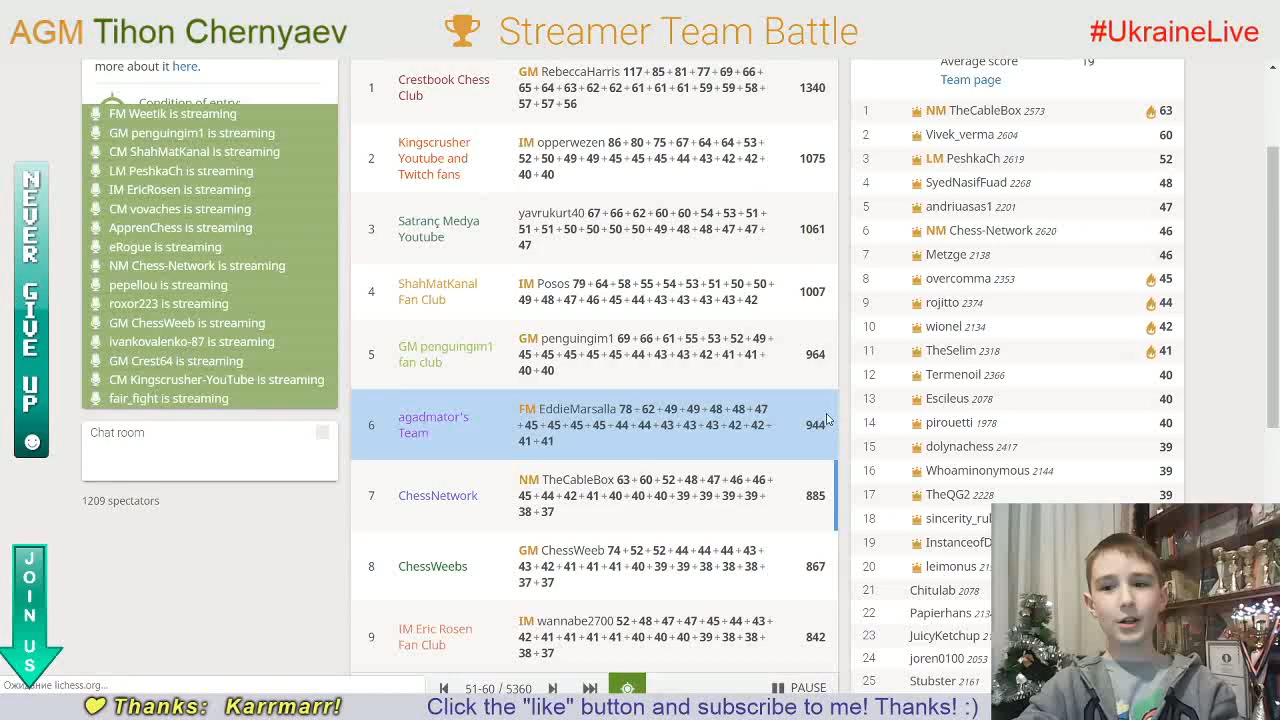 AGM Tihon Chernyaev
Streamer Team Battle
#UkraineLive
more about it here.
Condition of entry:
FM Weetik is streaming
GM penguingim1 is streaming
CM ShahMatKanal is streaming
LM PeshkaCh is streaming
IM EricRosen is streaming
CM vovaches is streaming
ApprenChess is streaming
eRogue is streaming
NM Chess-Network is streaming
pepellou is streaming
roxor223 is streaming
GM ChessWeeb is streaming
ivankovalenko-87 is streaming
GM Crest64 is streaming
CM Kingscrusher-YouTube is streaming
fair_fight is streaming
Chat room
1209 spectators
NEVER GIVE UP
JOIN US
1 Crestbook Chess Club GM RebeccaHarris 117 + 85 + 81 + 77 + 69 + 66 +
65 + 64 + 63 + 62 + 62 + 61 + 61 + 61 + 59 + 59 + 58 +
57 + 57 + 56 1340
2 Kingscrusher Youtube and Twitch fans IM opperwezen 86 + 80 + 75 + 67 + 64 + 64 + 53 +
52 + 50 + 49 + 49 + 45 + 45 + 45 + 44 + 43 + 42 + 42 +
40 + 40 1075
3 Satranç Medya Youtube yavrukurt40 67 + 66 + 62 + 60 + 60 + 54 + 53 + 51 +
51 + 51 + 50 + 50 + 50 + 50 + 49 + 48 + 48 + 47 + 47 +
47 1061
4 ShahMatKanal Fan Club IM Posos 79 + 64 + 58 + 55 + 54 + 53 + 51 + 50 + 50 +
49 + 48 + 47 + 46 + 45 + 44 + 43 + 43 + 43 + 43 + 42 1007
5 GM penguingim1 fan club GM penguingim1 69 + 66 + 61 + 55 + 53 + 52 + 49 +
45 + 45 + 45 + 45 + 45 + 44 + 43 + 43 + 42 + 41 + 41 +
40 + 40 964
6 agadmator's Team FM EddieMarsalla 78 + 62 + 49 + 49 + 48 + 48 + 47
+ 45 + 45 + 45 + 45 + 44 + 44 + 43 + 43 + 43 + 42 + 42 +
41 + 41 944
7 ChessNetwork NM TheCableBox 63 + 60 + 52 + 48 + 47 + 46 + 46 +
45 + 44 + 42 + 41 + 40 + 40 + 40 + 39 + 39 + 39 + 39 +
38 + 37 885
8 ChessWeebs GM ChessWeeb 74 + 52 + 52 + 44 + 44 + 44 + 43 +
43 + 42 + 41 + 41 + 41 + 40 + 39 + 39 + 38 + 38 + 38 +
37 + 37 867
9 IM Eric Rosen Fan Club IM wannabe2700 52 + 48 + 47 + 47 + 45 + 44 + 43 +
42 + 41 + 41 + 41 + 41 + 40 + 40 + 40 + 39 + 38 + 38 +
38 + 37 842
51-60 / 5360
PAUSE
Average score 19
Team page
1 NM TheCableBox 2573 63
2 Vivek_verma 2604 60
3 LM PeshkaCh 2619 52
4 SyedNasifFuad 2268 48
5 andriuasas1 2201 47
6 NM Chess-Network 2620 46
7 Metzge 2138 46
8 overcomma 2353 45
9 rojitto 2374 44
10 wionel 2134 42
11 TheSelim 2318 41
12 Termenoil 2366 40
13 Escileus 2078 40
14 pirouetti 1978 40
15 dolynachess 2417 39
16 Whoaminonymous 2144 39
17 TheQG2 2228 39
18 sincerity_rul
19 InstanceofD
20 leimonus
21 Chitulab 2078
22 Papierhans 2134
23 JuicyKetchup
24 joren0100 2053
25 Stubster 2161
Ожидание lichess.org...
Thanks: Karrmarr!
Click the "like" button and subscribe to me! Thanks! :)